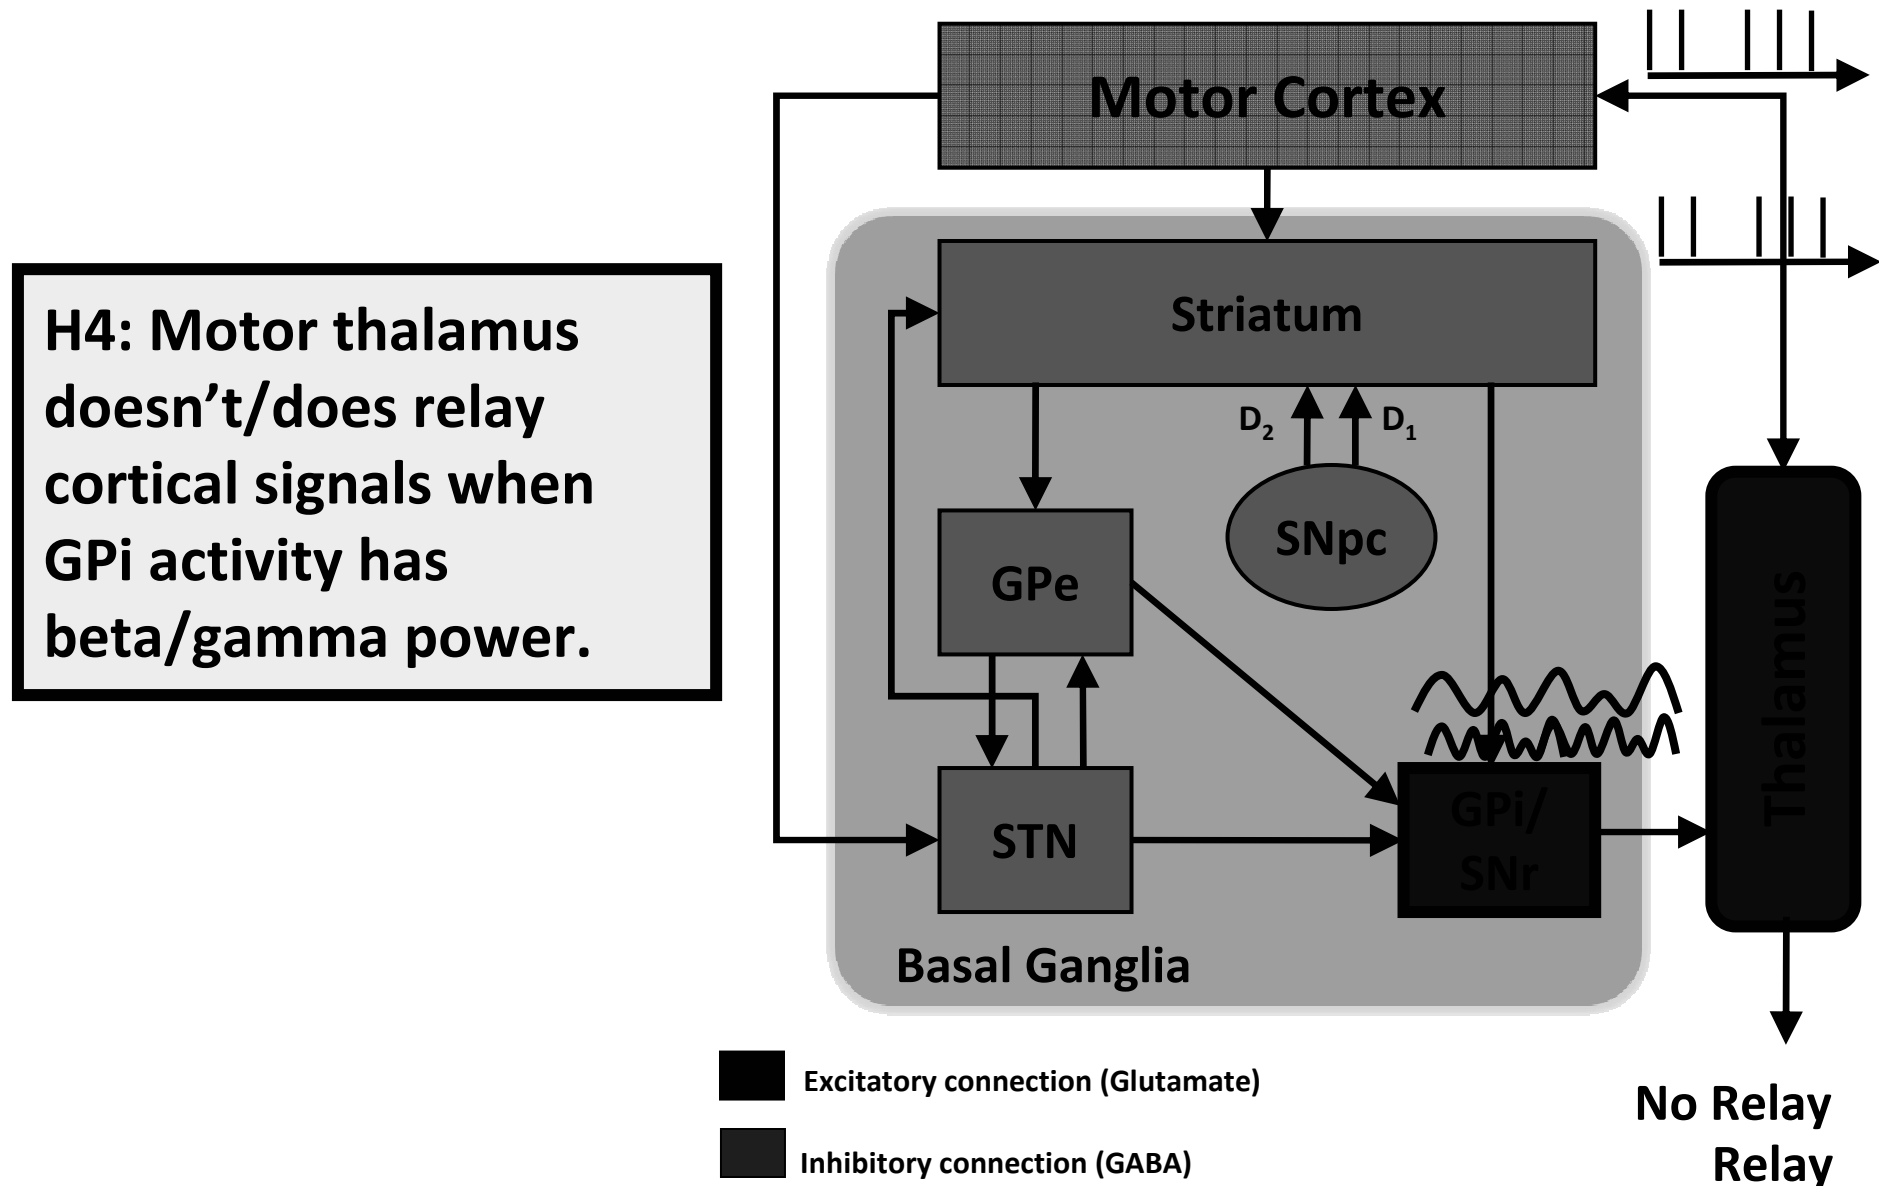 Motor Cortex
H4: Motor thalamus
doesn’t/does relay
cortical signals when
GPi activity has
beta/gamma power.
Striatum
D2
D1
SNpc
GPe
Thalamus
STN
GPi/
SNr
Basal Ganglia
Excitatory connection (Glutamate)
Inhibitory connection (GABA)
No Relay
Relay